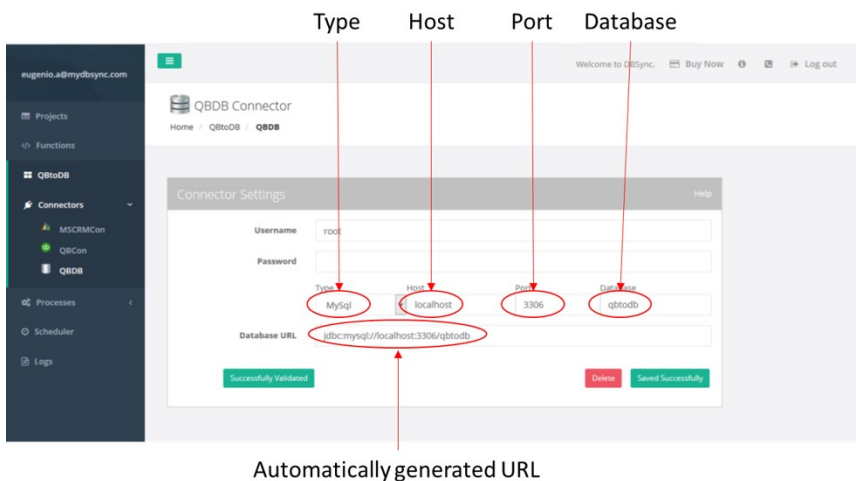 Type Host Port Database
eugenio.a@mydbsync.com
Welcome to DBSync. Buy Now Log out
Projects
Functions
QBtoDB
Connectors
MSCRMCon
QBCon
QBDB
Processes
Scheduler
Logs
QBDB Connector
Home / QBtoDB / QBDB
Connector Settings Help
Username root
Password
Type Host Port Database
MySql localhost 3306 qbtodb
Database URL jdbc:mysql://localhost:3306/qbtodb
Successfully Validated Delete Saved Successfully
Automatically generated URL